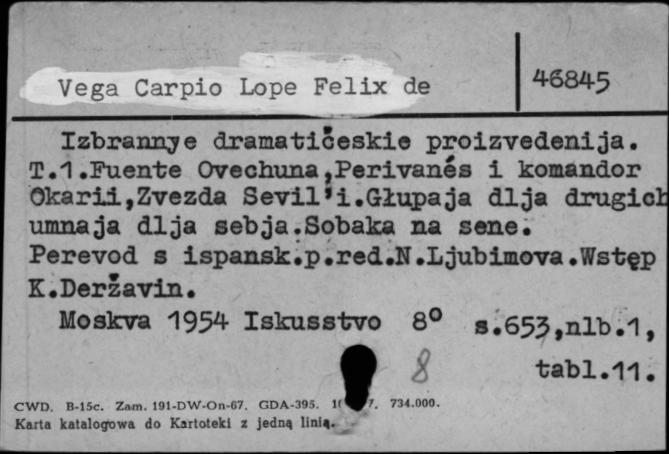 Vega Carpio Lope Felix de
46845
Izbrannye dramatičeskie proizvedenija.
T.1.Fuente Ovechuna,Perivanés i komandor
Okarii,Zvezda Sevil'i.Głupaja dlja drugich
umnaja dlja sebja.Sobaka na sene.
Perevod s ispansk.p.red.N.Ljubimova.Wstęp
K.Deržavin.
Moskva 1954 Iskusstvo 8° s.653,nlb.1,
8 tabl.11.
CWD. B-15c. Zam. 191-DW-On-67. GDA-395. 7. 734.000.
Karta katalogowa do Kartoteki z jedną linią.